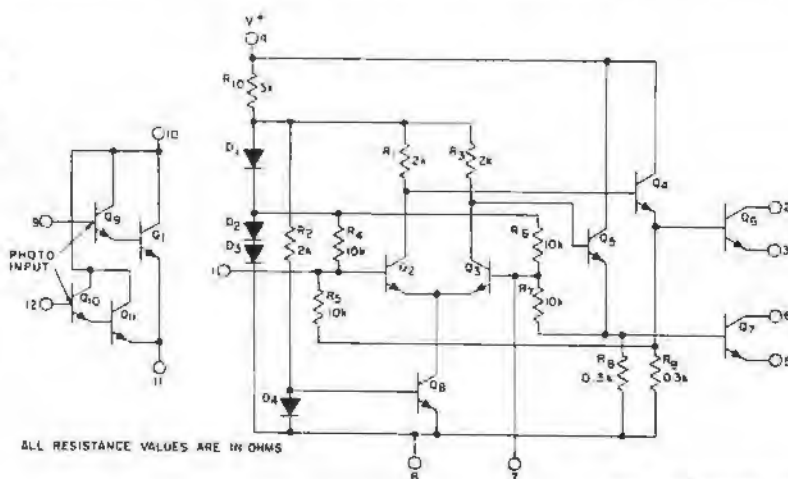 V+
4
R10
5k
10
D1
R1
2k
R3
2k
Q4
2
9
Q9
Q1
D2
D3
R2
2k
R4
10k
R6
10k
Q5
Q6
3
PHOTO
INPUT
1
Q2
Q3
12
Q10
Q11
R5
10k
R7
10k
6
Q7
11
D4
Q8
R8
0.3k
R9
0.3k
5
ALL RESISTANCE VALUES ARE IN OHMS
8
7